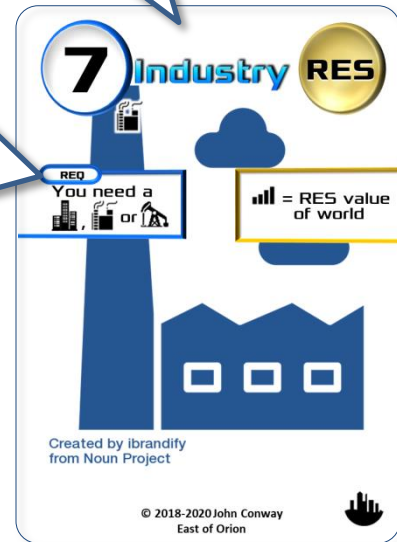 7 Industry RES
REQ
You need a
, or
= RES value
of world
Created by ibrandify
from Noun Project
© 2018-2020 John Conway
East of Orion